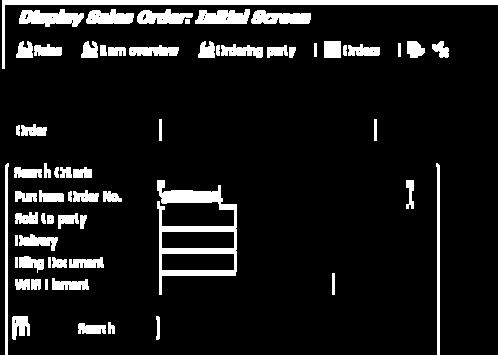 Display Sales Order: Initial Screen
Sales Item overview Ordering party Orders
Order
Search Criteria
Purchase Order No.
Sold to party
Delivery
Billing Document
WBS Element
Search